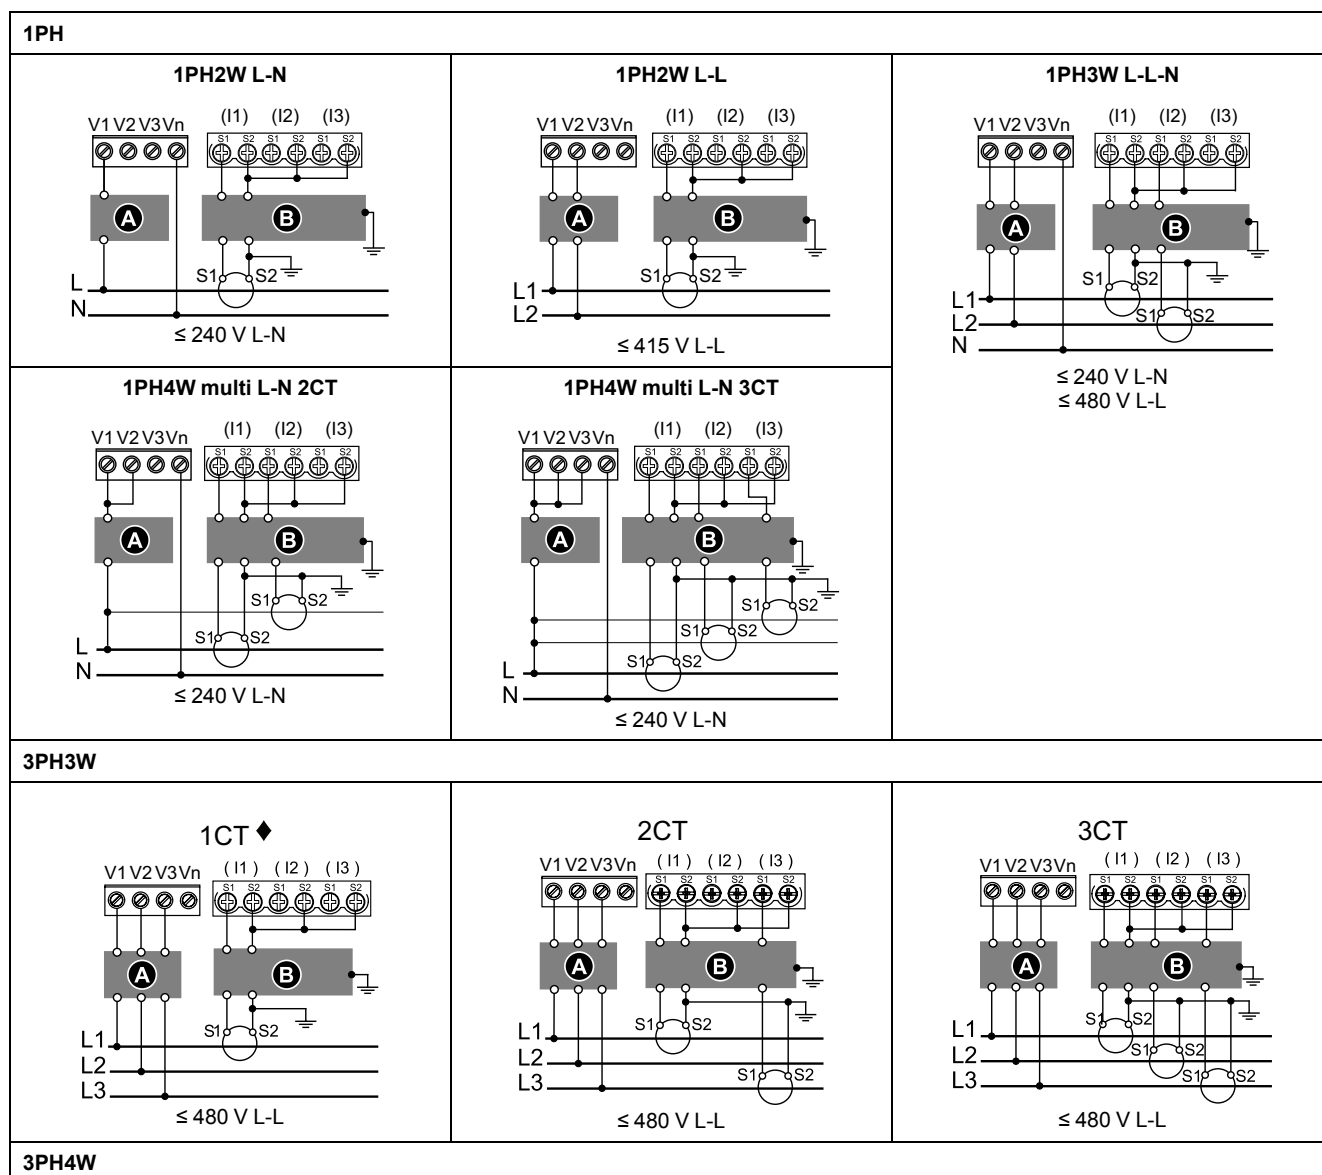 1PH
1PH2W L-N
V1 V2 V3 Vn (I1) (I2) (I3)
S1 S2 S1 S2 S1 S2
A B
S1 S2
L
N
≤ 240 V L-N
1PH2W L-L
V1 V2 V3 Vn (I1) (I2) (I3)
S1 S2 S1 S2 S1 S2
A B
S1 S2
L1
L2
≤ 415 V L-L
1PH3W L-L-N
V1 V2 V3 Vn (I1) (I2) (I3)
S1 S2 S1 S2 S1 S2
A B
S1 S2
L1
S1 S2
L2
N
≤ 240 V L-N
≤ 480 V L-L
1PH4W multi L-N 2CT
V1 V2 V3 Vn (I1) (I2) (I3)
S1 S2 S1 S2 S1 S2
A B
S1 S2
S1 S2
L
N
≤ 240 V L-N
1PH4W multi L-N 3CT
V1 V2 V3 Vn (I1) (I2) (I3)
S1 S2 S1 S2 S1 S2
A B
S1 S2
S1 S2
S1 S2
L
N
≤ 240 V L-N
3PH3W
1CT ♦
V1 V2 V3 Vn (I1) (I2) (I3)
S1 S2 S1 S2 S1 S2
A B
S1 S2
L1
L2
L3
≤ 480 V L-L
2CT
V1 V2 V3 Vn (I1) (I2) (I3)
S1 S2 S1 S2 S1 S2
A B
S1 S2
L1
L2
S1 S2
L3
≤ 480 V L-L
3CT
V1 V2 V3 Vn (I1) (I2) (I3)
S1 S2 S1 S2 S1 S2
A B
S1 S2
L1
S1 S2
L2
S1 S2
L3
≤ 480 V L-L
3PH4W